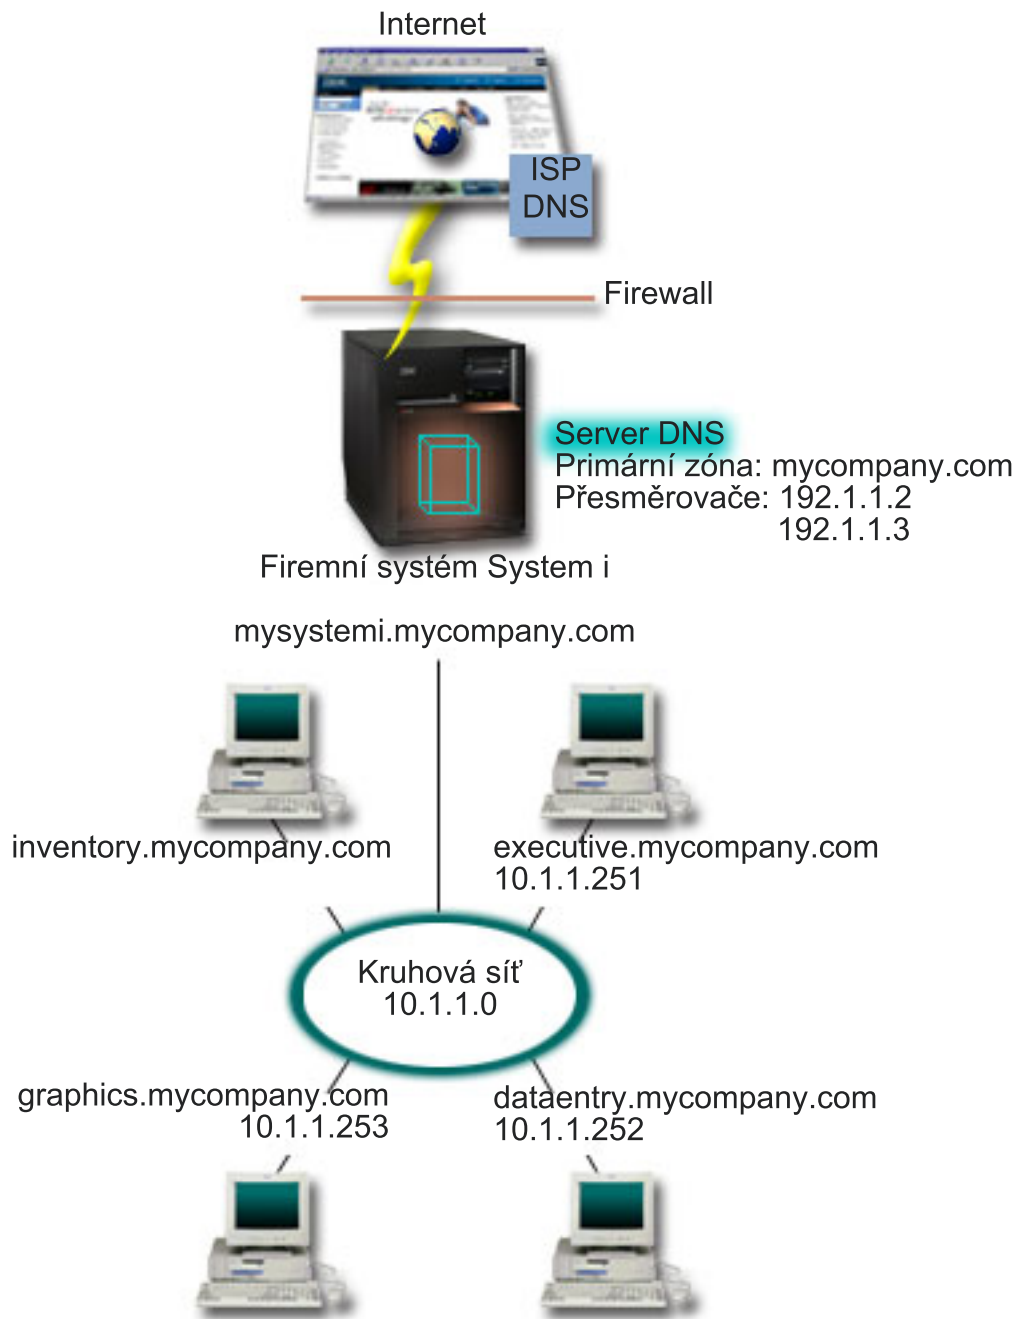 Internet
ISP
DNS
Firewall
Server DNS
Primární zóna: mycompany.com
Přesměrovače: 192.1.1.2
192.1.1.3
Firemní systém System i
mysystemi.mycompany.com
inventory.mycompany.com
executive.mycompany.com
10.1.1.251
Kruhová síť
10.1.1.0
graphics.mycompany.com
10.1.1.253
dataentry.mycompany.com
10.1.1.252